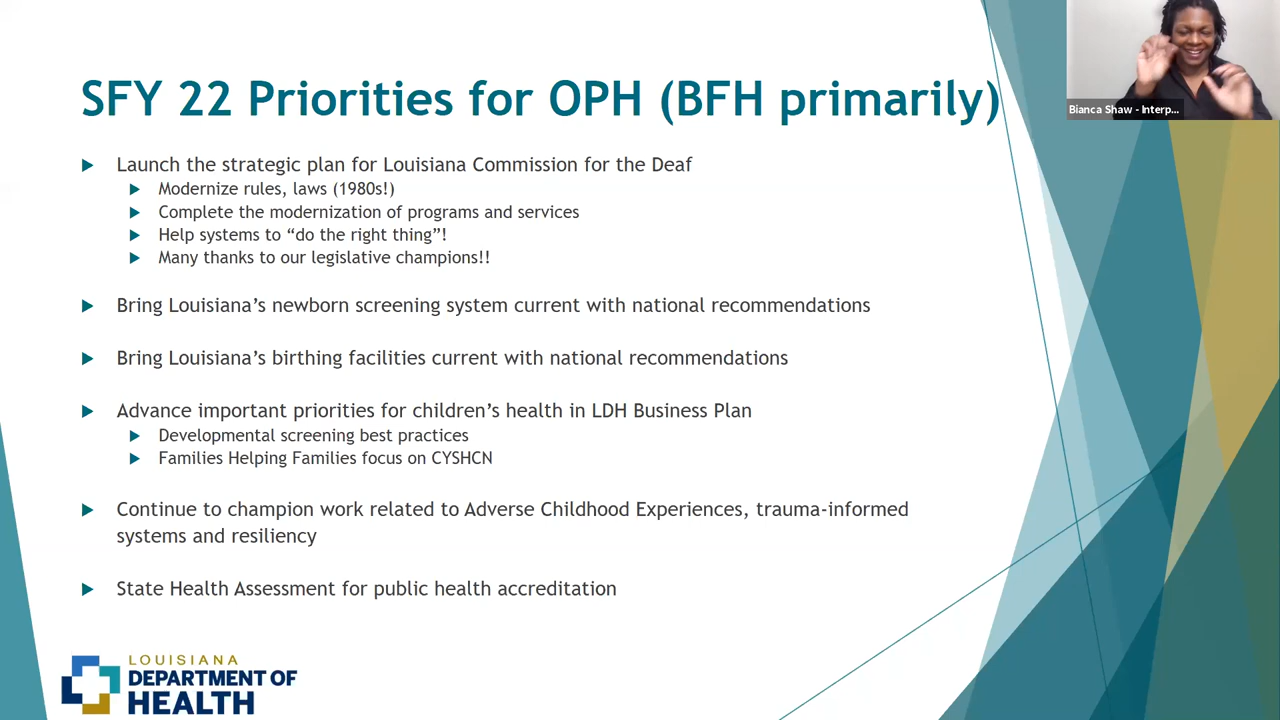 SFY 22 Priorities for OPH (BFH primarily)
Bianca Shaw - Interp...
Launch the strategic plan for Louisiana Commission for the Deaf
Modernize rules, laws (1980s!)
Complete the modernization of programs and services
Help systems to “do the right thing”!
Many thanks to our legislative champions!!
Bring Louisiana’s newborn screening system current with national recommendations
Bring Louisiana’s birthing facilities current with national recommendations
Advance important priorities for children’s health in LDH Business Plan
Developmental screening best practices
Families Helping Families focus on CYSHCN
Continue to champion work related to Adverse Childhood Experiences, trauma-informed
systems and resiliency
State Health Assessment for public health accreditation
LOUISIANA
DEPARTMENT OF
HEALTH